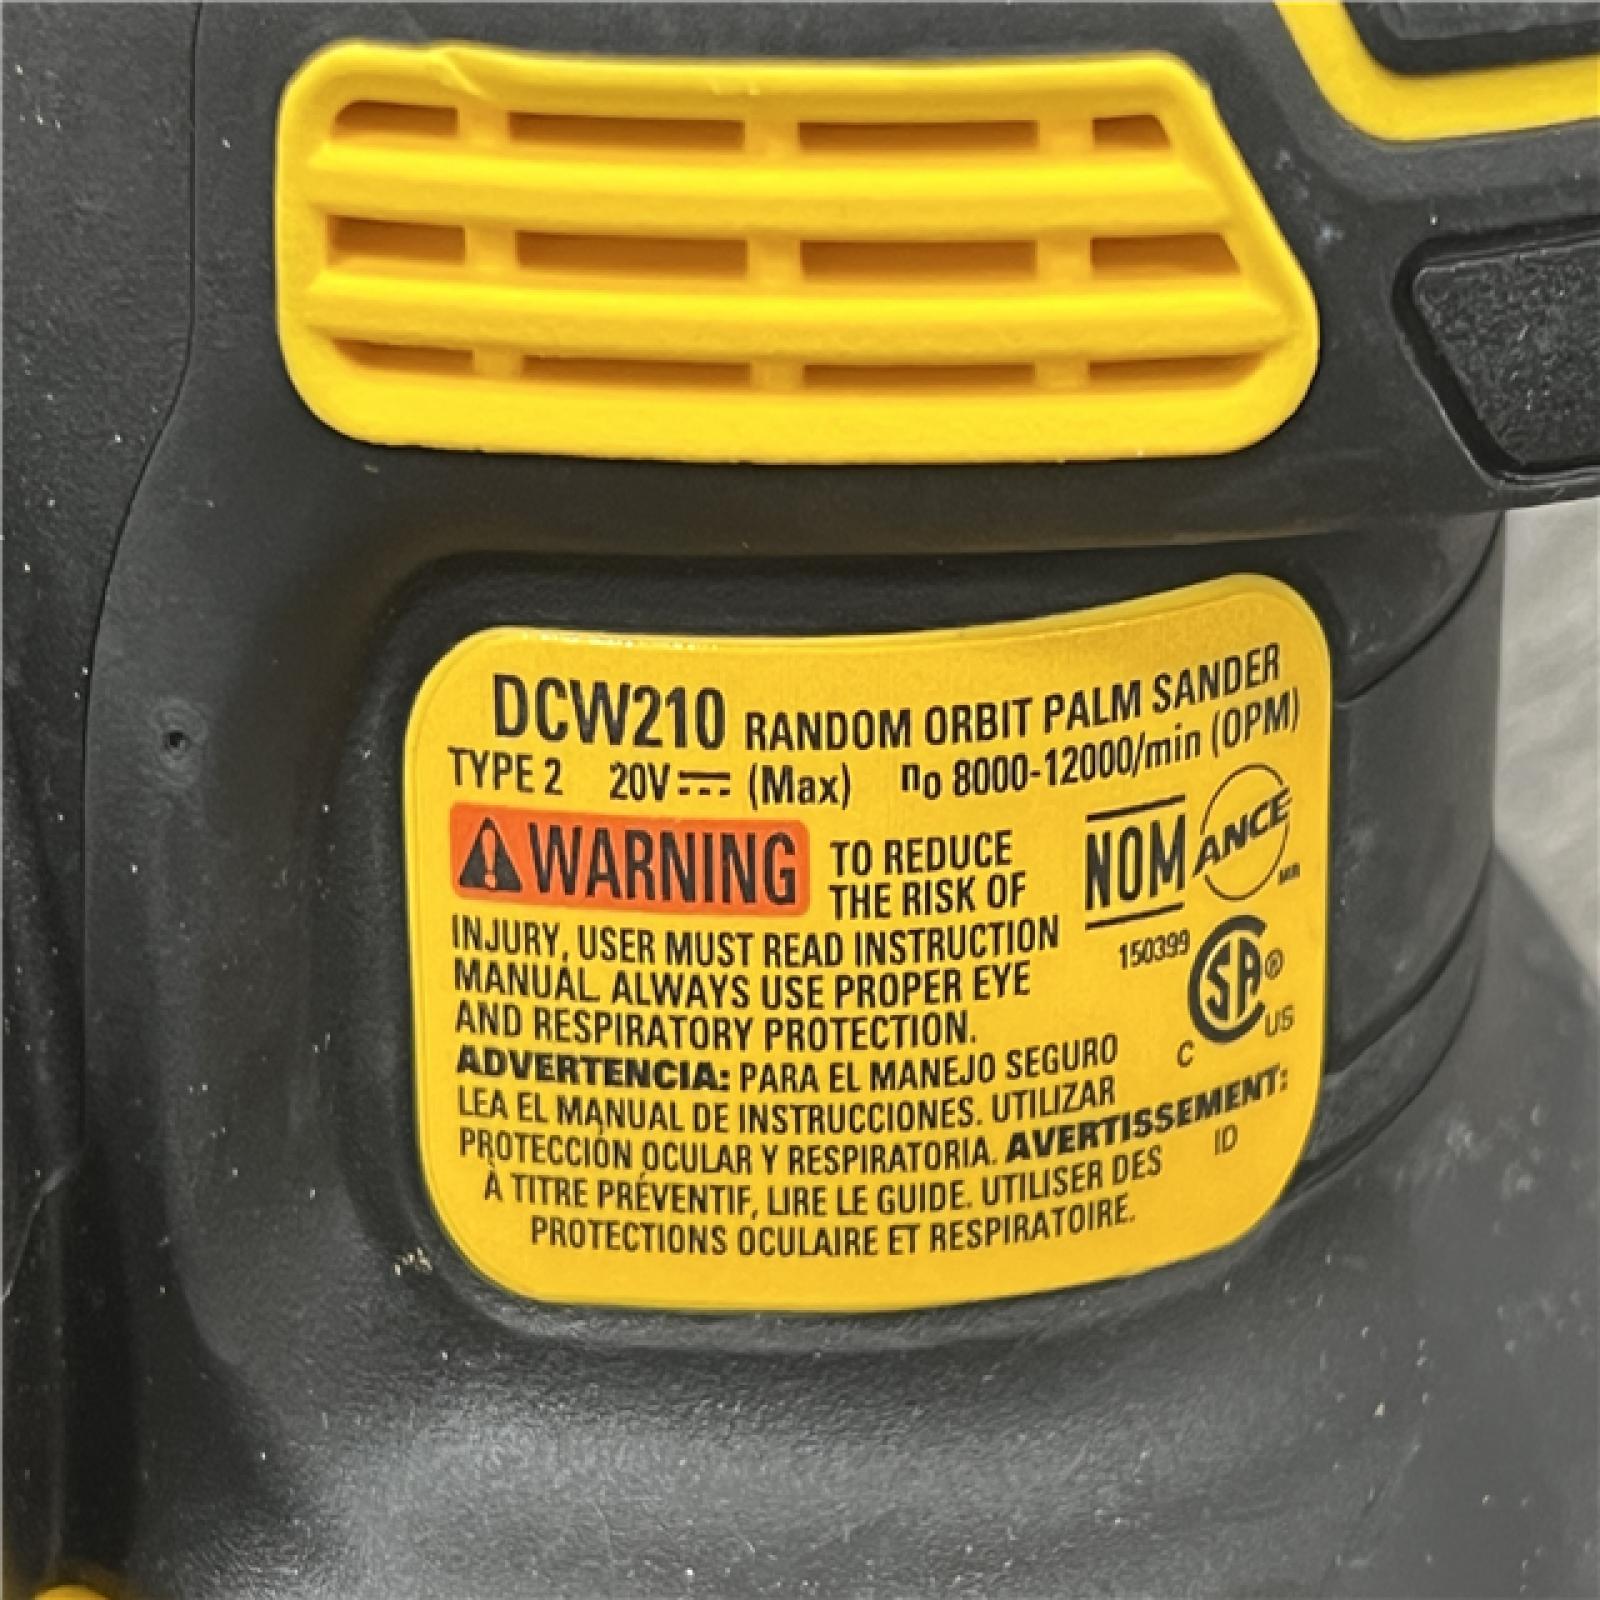 DCW210 RANDOM ORBIT PALM SANDER
TYPE 2 20V⎓ (Max) no 8000-12000/min (OPM)
WARNING TO REDUCE
THE RISK OF
INJURY, USER MUST READ INSTRUCTION
MANUAL. ALWAYS USE PROPER EYE
AND RESPIRATORY PROTECTION.
ADVERTENCIA: PARA EL MANEJO SEGURO
LEA EL MANUAL DE INSTRUCCIONES. UTILIZAR
PROTECCIÓN OCULAR Y RESPIRATORIA. AVERTISSEMENT:
À TITRE PRÉVENTIF, LIRE LE GUIDE. UTILISER DES
PROTECTIONS OCULAIRE ET RESPIRATOIRE.
NOM ANCE MR
150399
C SA ® US
ID